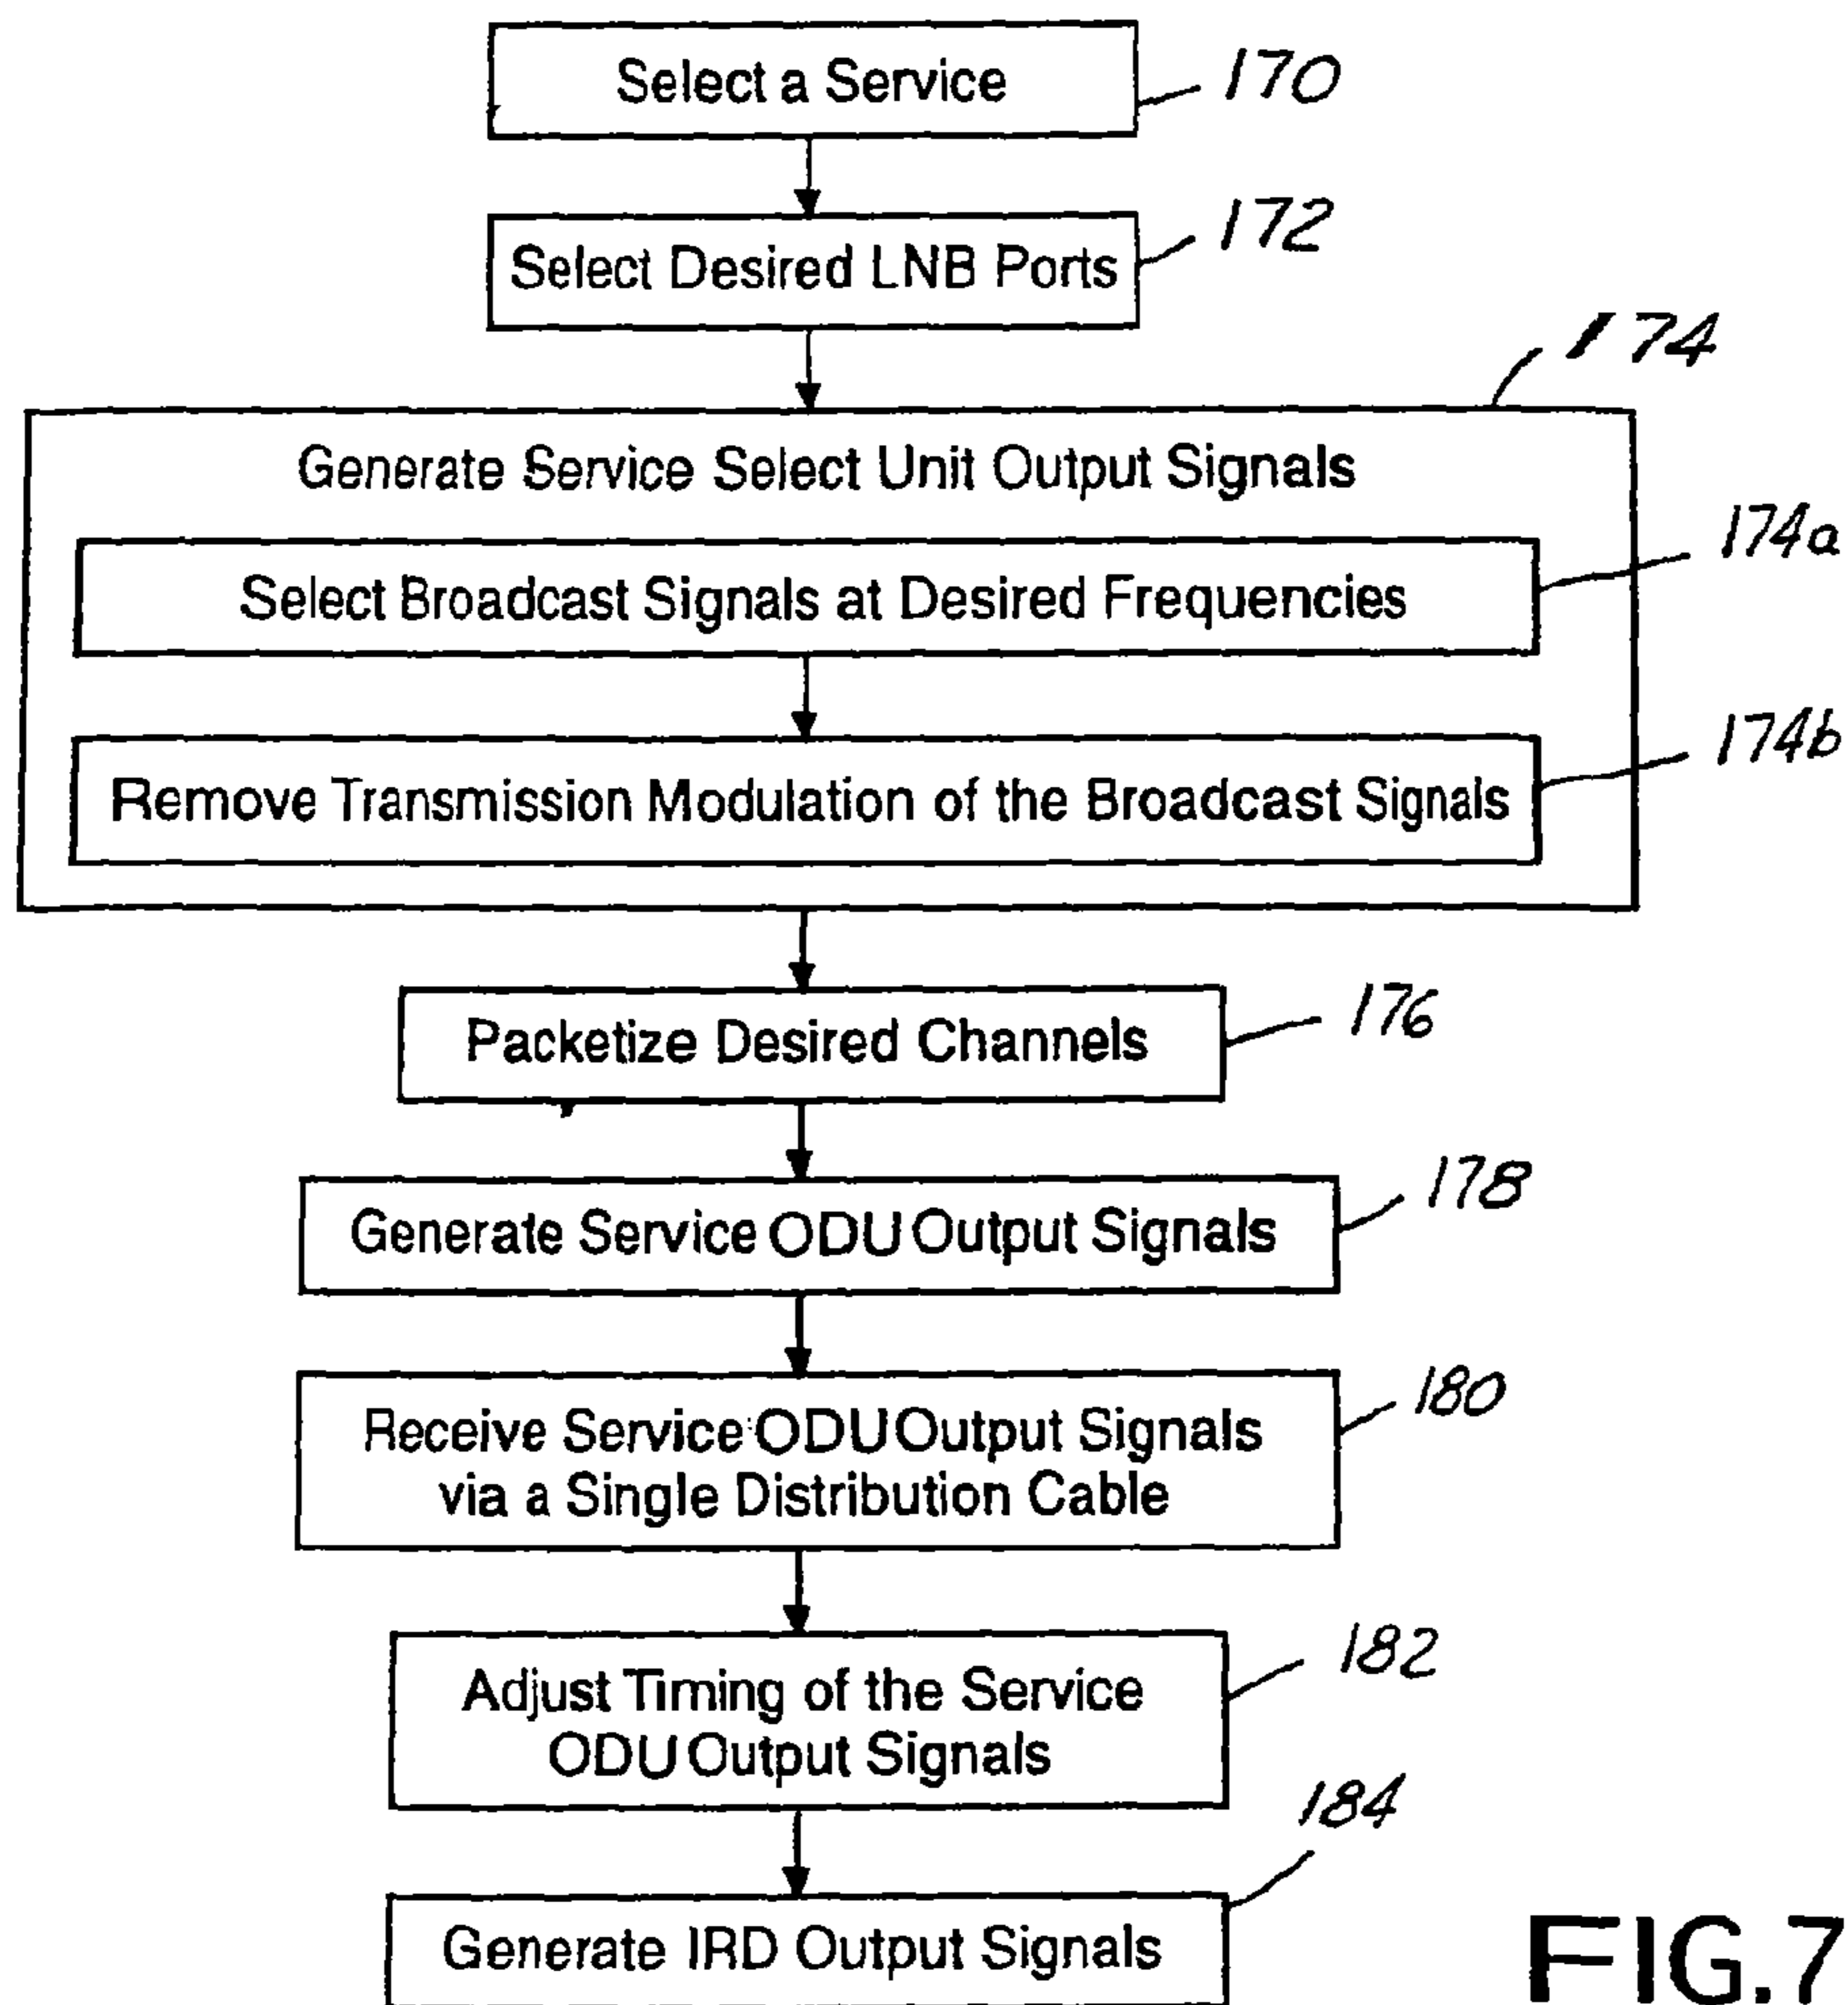 Select a Service
170
Select Desired LNB Ports
172
174
Generate Service Select Unit Output Signals
174a
Select Broadcast Signals at Desired Frequencies
174b
Remove Transmission Modulation of the Broadcast Signals
Packetize Desired Channels
176
Generate Service ODU Output Signals
178
Receive Service ODU Output Signals
via a Single Distribution Cable
180
Adjust Timing of the Service
ODU Output Signals
182
184
Generate IRD Output Signals
FIG.7